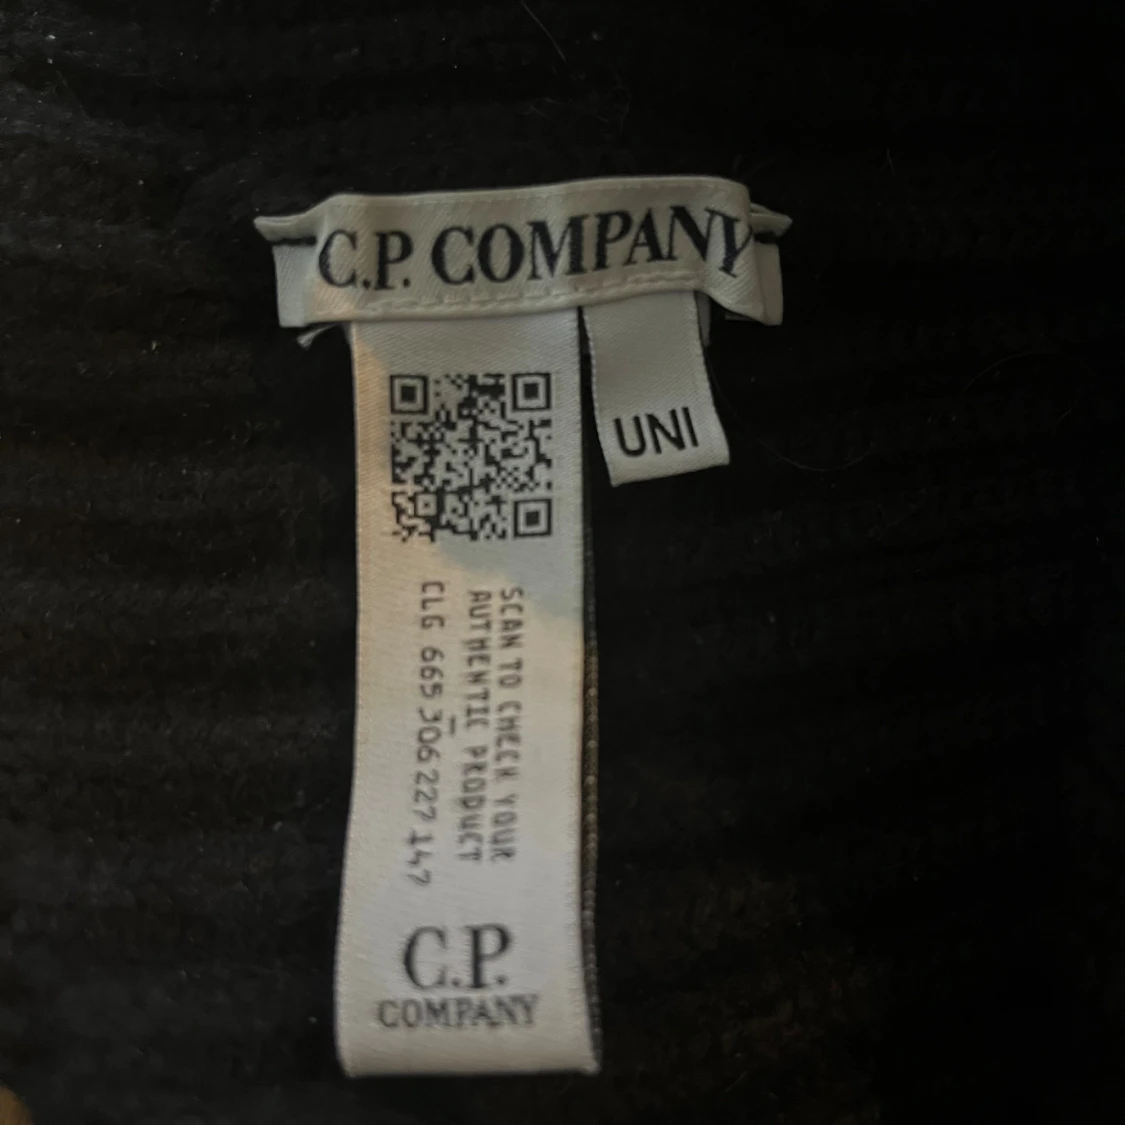 C.P. COMPANY
UNI
SCAN TO CHECK YOUR
AUTHENTIC PRODUCT
CLG 665 306 227 147
C.P.
COMPANY